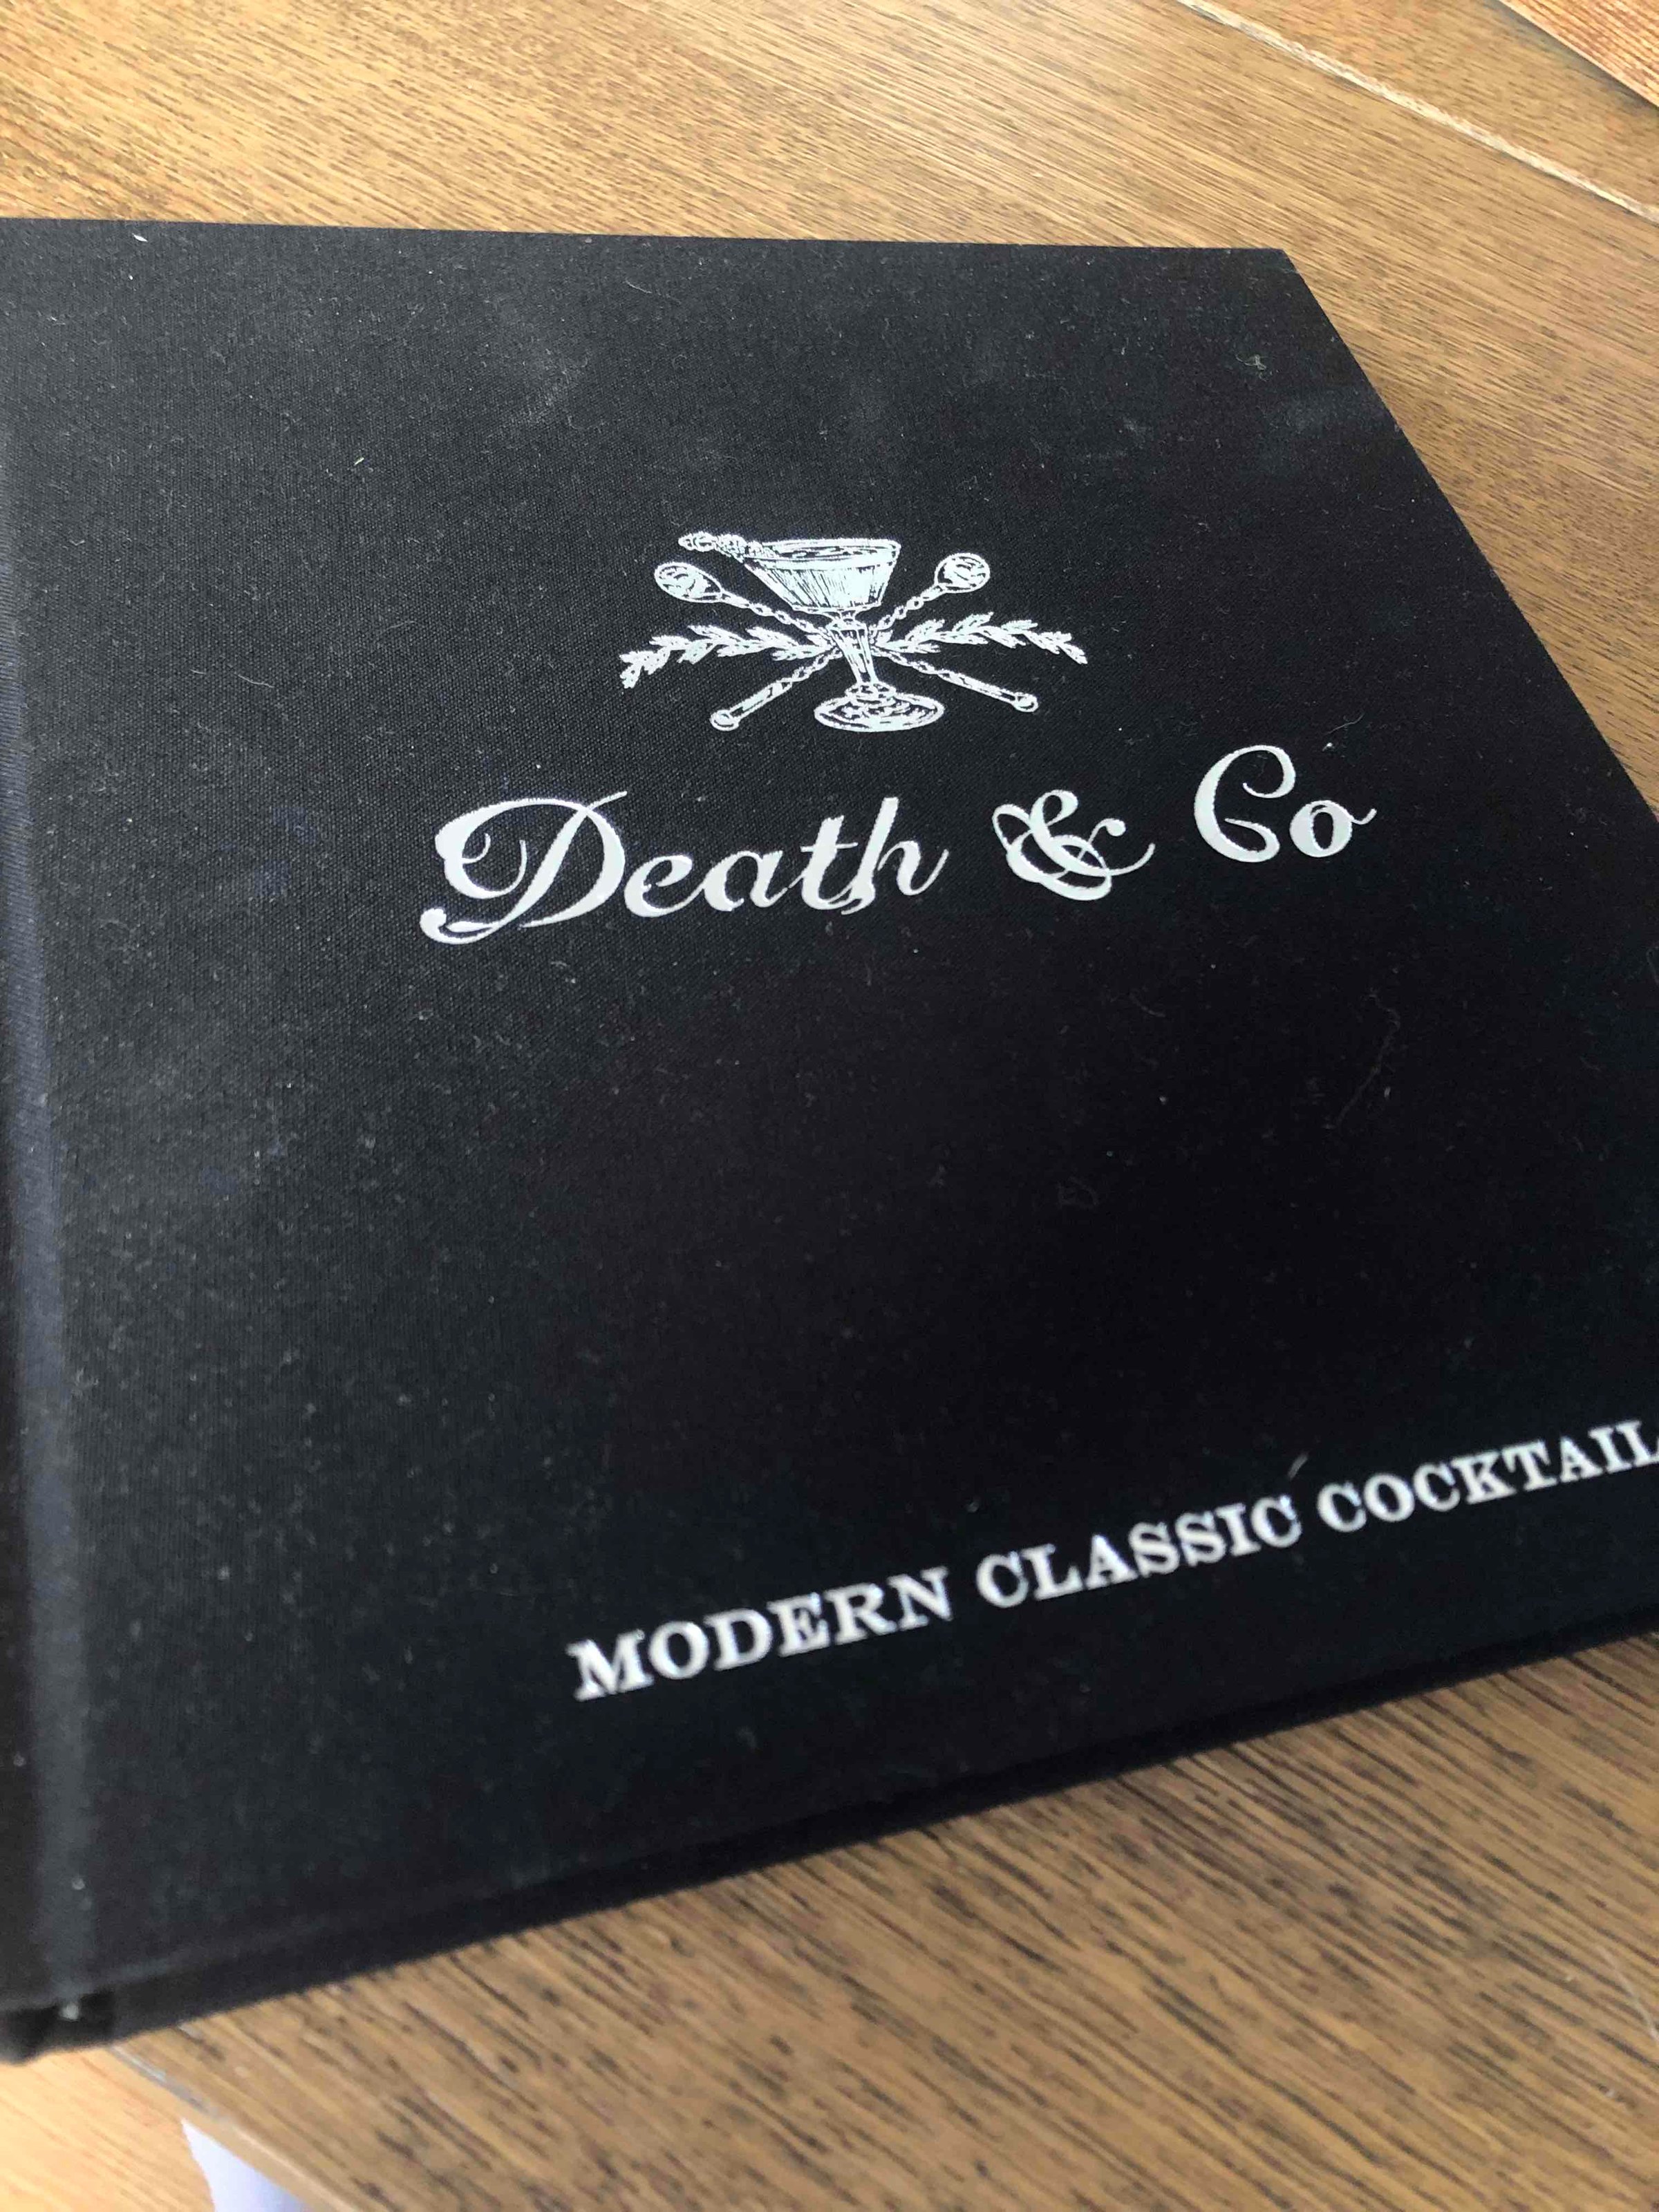 Death & Co
MODERN CLASSIC COCKTAIL